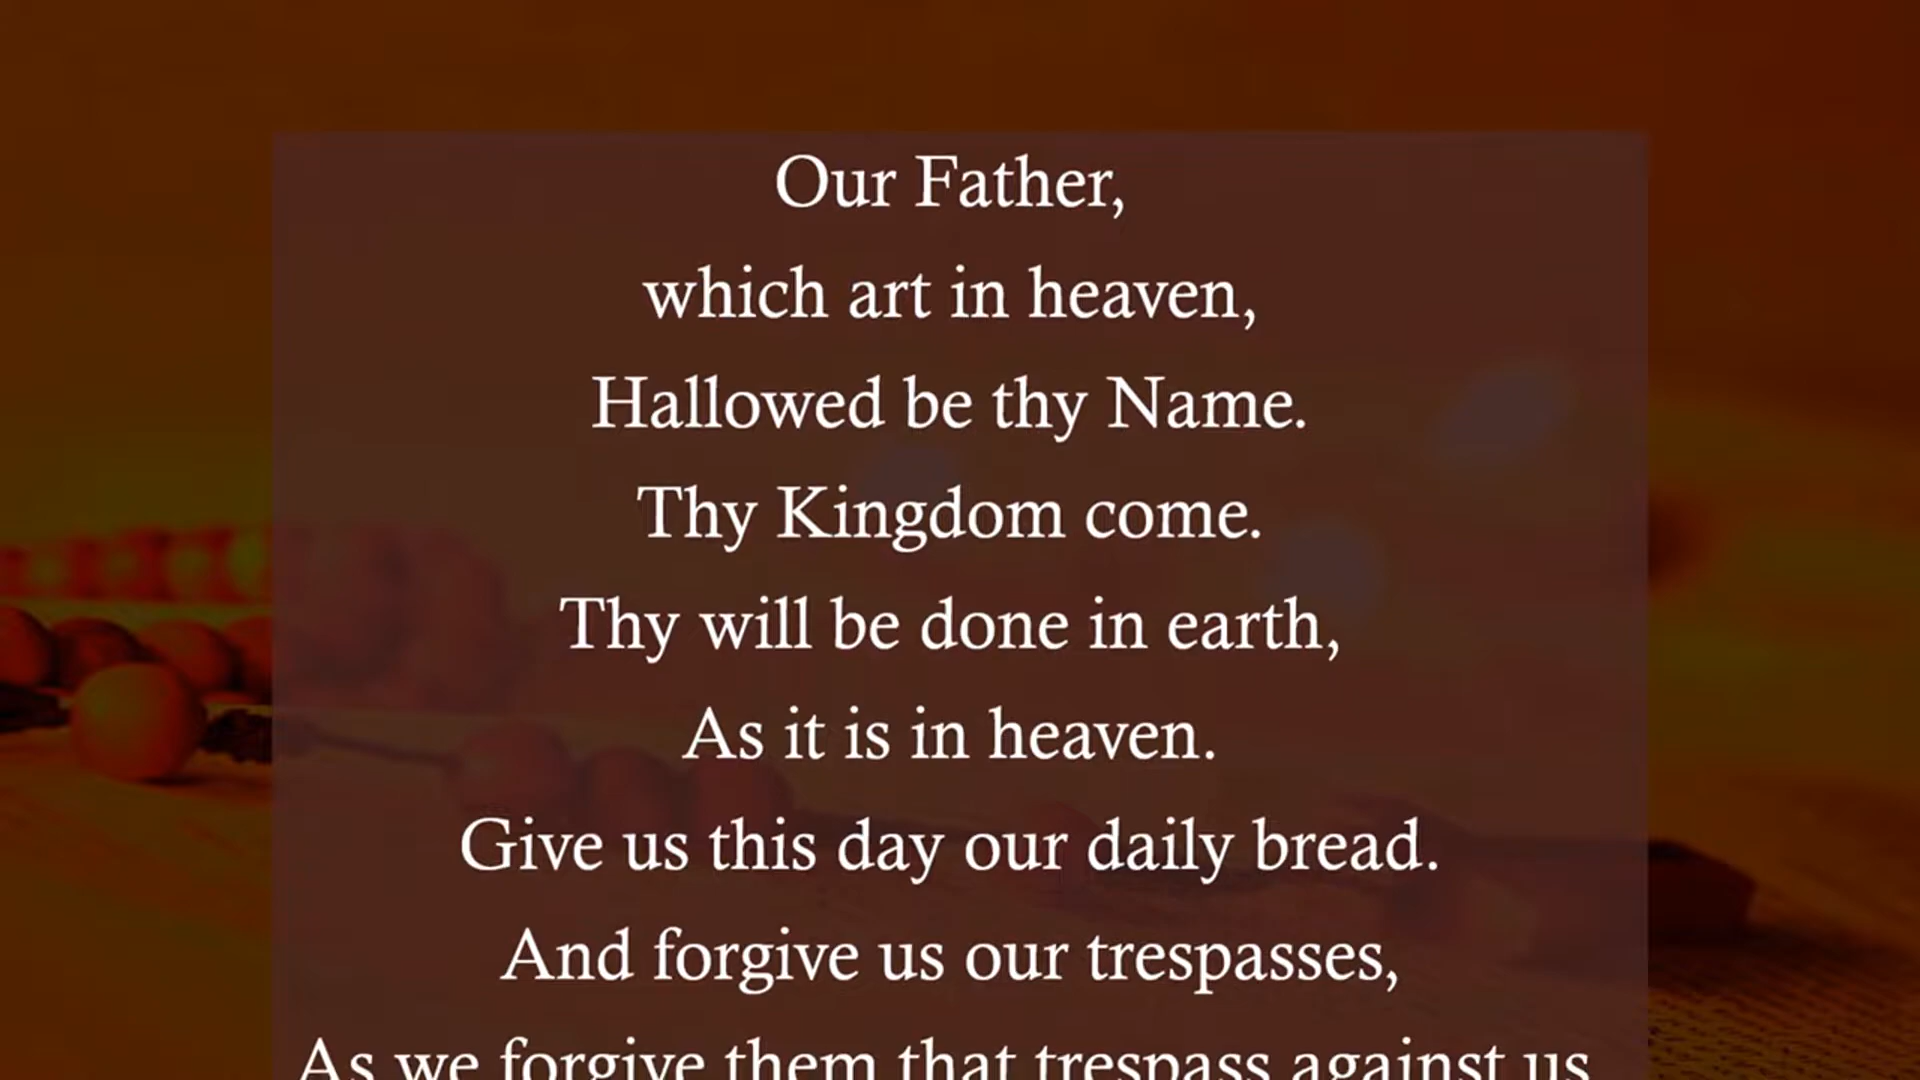 Our Father,
which art in heaven,
Hallowed be thy Name.
Thy Kingdom come.
Thy will be done in earth,
As it is in heaven.
Give us this day our daily bread.
And forgive us our trespasses,
As we forgive them that trespass against us